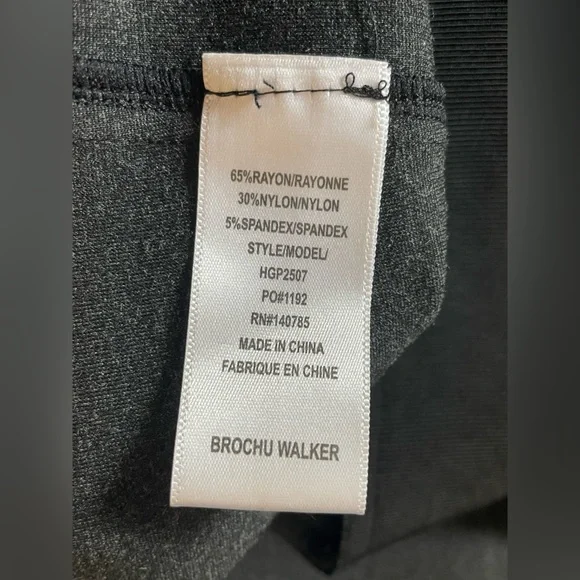 65%RAYON/RAYONNE
30%NYLON/NYLON
5%SPANDEX/SPANDEX
STYLE/MODEL/
HGP2507
PO#1192
RN#140785
MADE IN CHINA
FABRIQUE EN CHINE
BROCHU WALKER